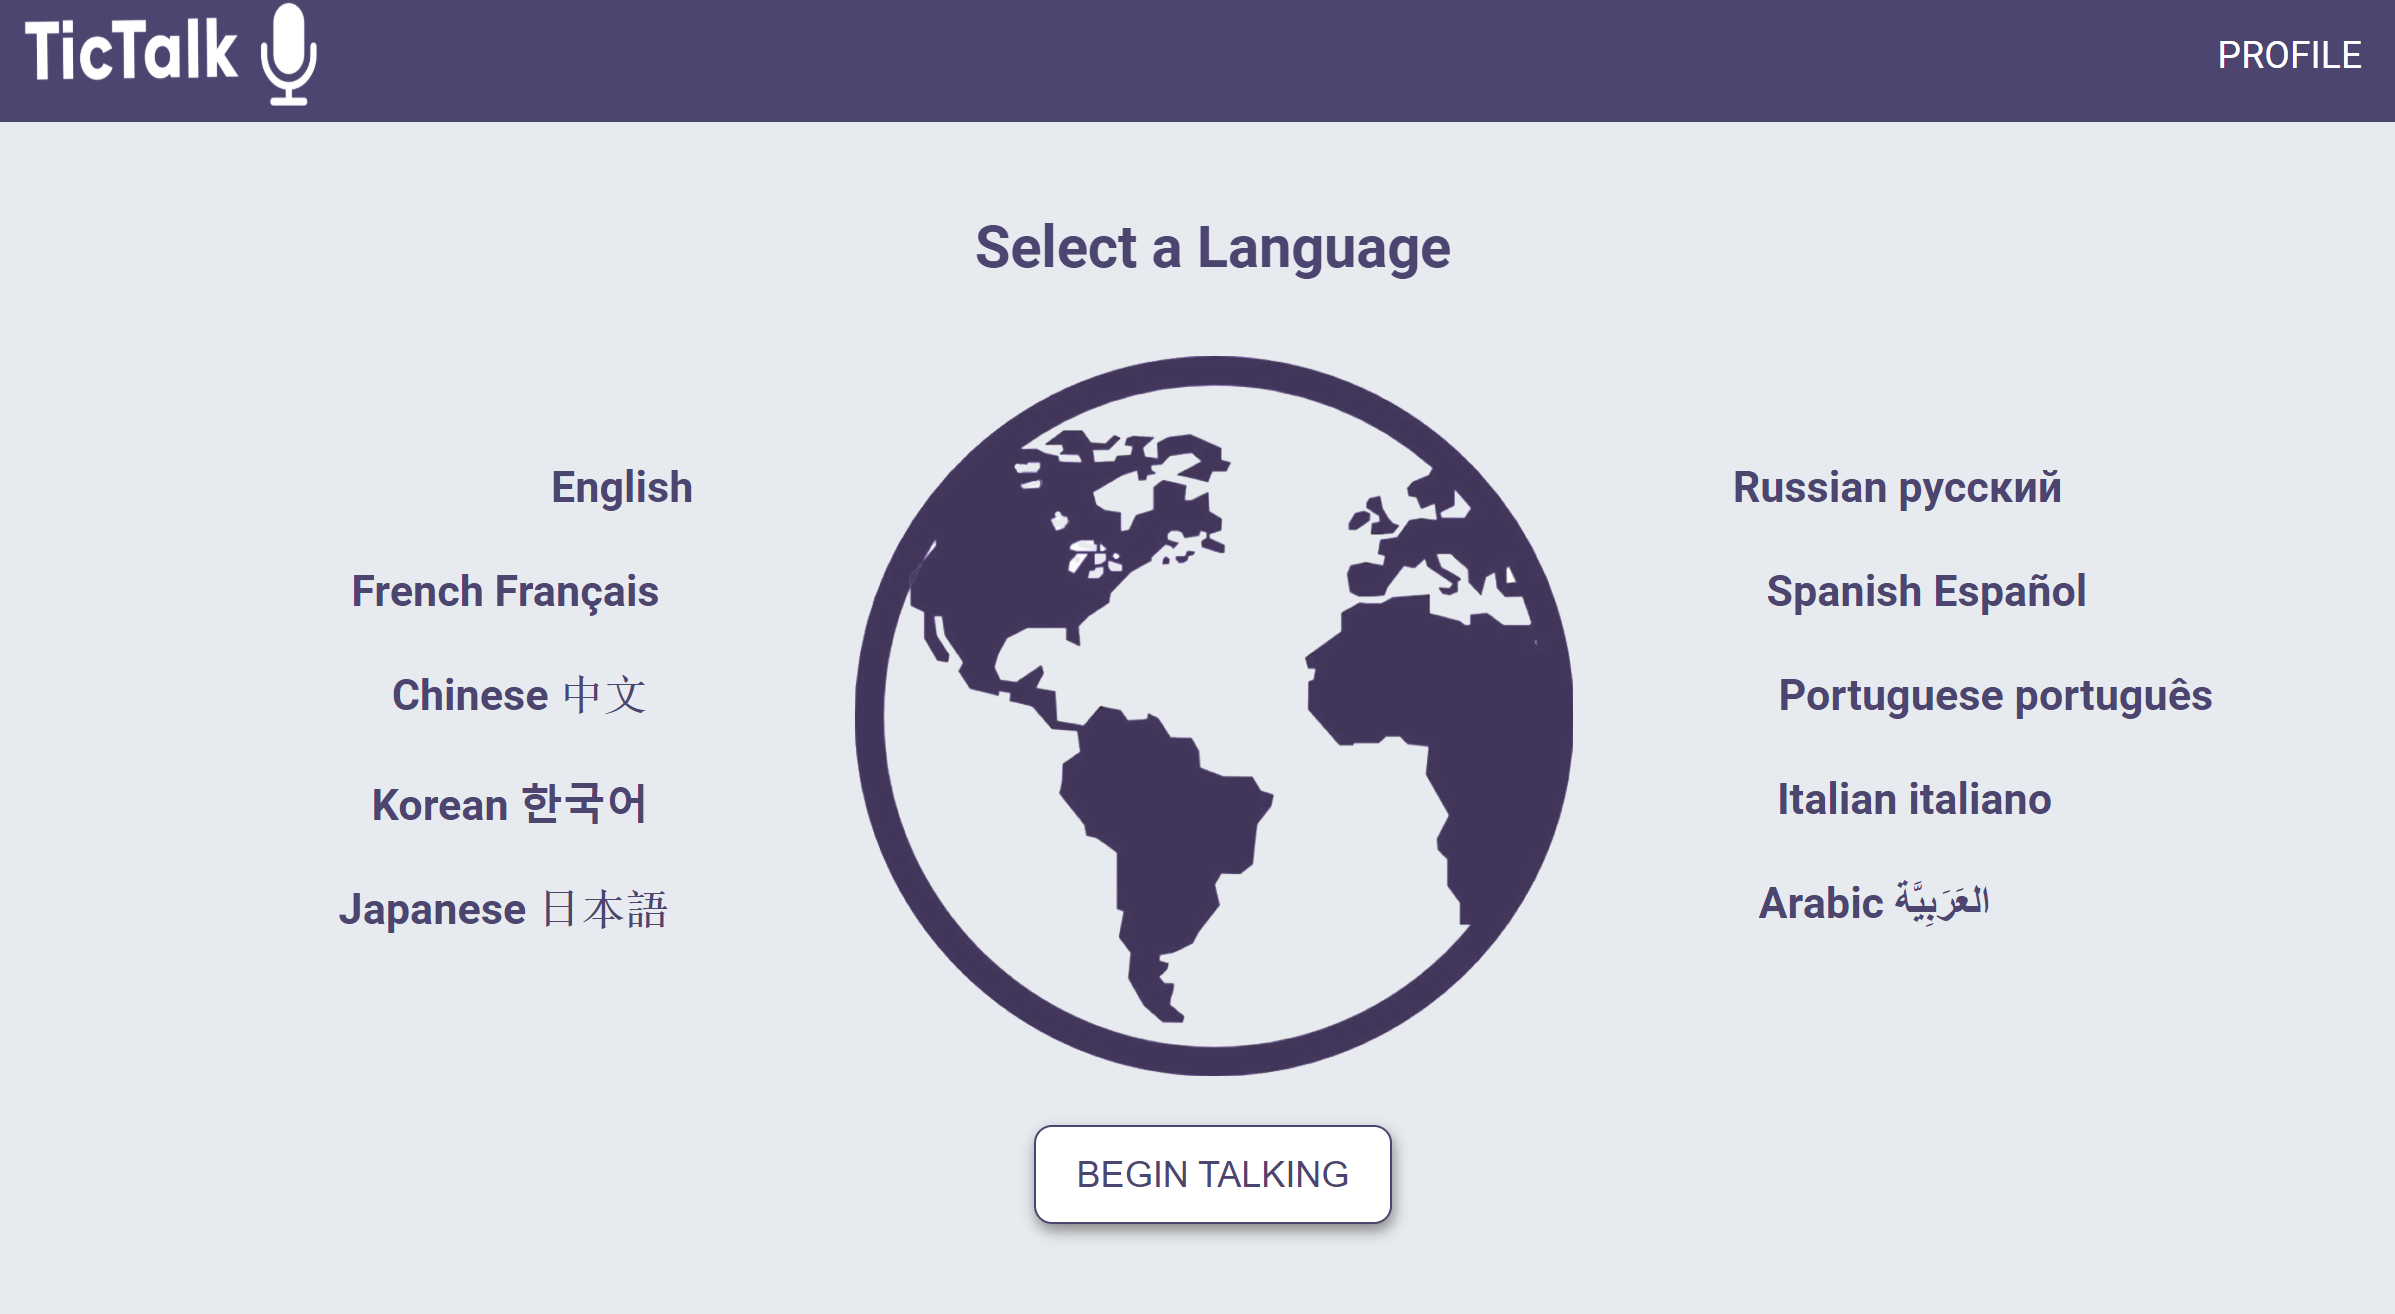 TicTalk
PROFILE
Select a Language
English
French Français
Chinese 中文
Korean 한국어
Japanese 日本語
Russian русский
Spanish Español
Portuguese português
Italian italiano
Arabic العَرَبِيَّة
BEGIN TALKING